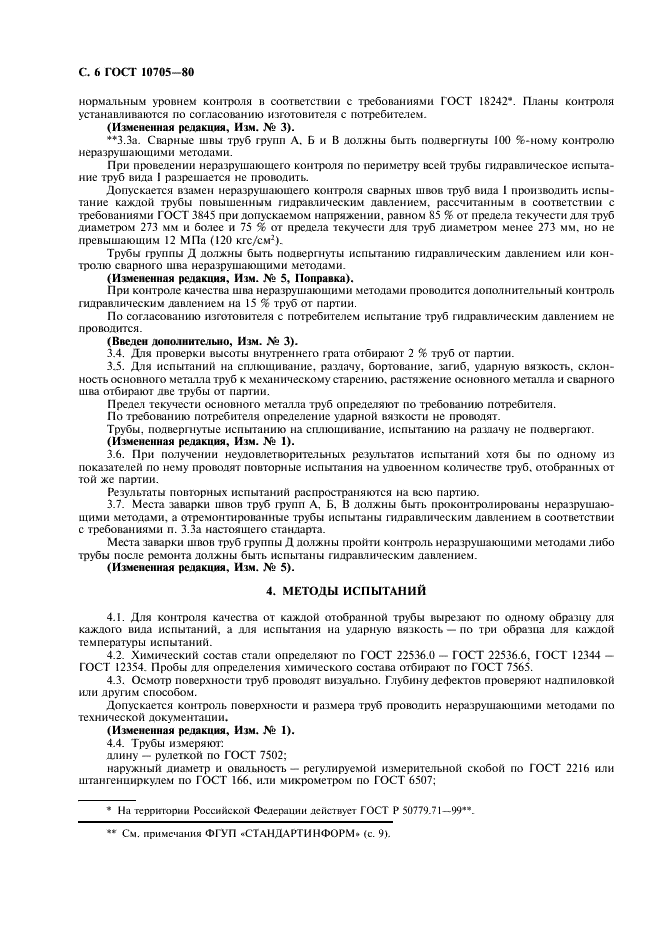 С. 6 ГОСТ 10705—80
нормальным уровнем контроля в соответствии с требованиями ГОСТ 18242*. Планы контроля
устанавливаются по согласованию изготовителя с потребителем.
(Измененная редакция, Изм. № 3).
**3.3а. Сварные швы труб групп А, Б и В должны быть подвергнуты 100 %-ному контролю
неразрушающими методами.
При проведении неразрушающего контроля по периметру всей трубы гидравлическое испыта-
ние труб вида I разрешается не проводить.
Допускается взамен неразрушающего контроля сварных швов труб вида I производить испы-
тание каждой трубы повышенным гидравлическим давлением, рассчитанным в соответствии с
требованиями ГОСТ 3845 при допускаемом напряжении, равном 85 % от предела текучести для труб
диаметром 273 мм и более и 75 % от предела текучести для труб диаметром менее 273 мм, но не
превышающим 12 МПа (120 кгс/см²).
Трубы группы Д должны быть подвергнуты испытанию гидравлическим давлением или кон-
тролю сварного шва неразрушающими методами.
(Измененная редакция, Изм. № 5, Поправка).
При контроле качества шва неразрушающими методами проводится дополнительный контроль
гидравлическим давлением на 15 % труб от партии.
По согласованию изготовителя с потребителем испытание труб гидравлическим давлением не
проводится.
(Введен дополнительно, Изм. № 3).
3.4. Для проверки высоты внутреннего грата отбирают 2 % труб от партии.
3.5. Для испытаний на сплющивание, раздачу, бортование, загиб, ударную вязкость, склон-
ность основного металла труб к механическому старению, растяжение основного металла и сварного
шва отбирают две трубы от партии.
Предел текучести основного металла труб определяют по требованию потребителя.
По требованию потребителя определение ударной вязкости не проводят.
Трубы, подвергнутые испытанию на сплющивание, испытанию на раздачу не подвергают.
(Измененная редакция, Изм. № 1).
3.6. При получении неудовлетворительных результатов испытаний хотя бы по одному из
показателей по нему проводят повторные испытания на удвоенном количестве труб, отобранных от
той же партии.
Результаты повторных испытаний распространяются на всю партию.
3.7. Места заварки швов труб групп А, Б, В должны быть проконтролированы неразрушаю-
щими методами, а отремонтированные трубы испытаны гидравлическим давлением в соответствии
с требованиями п. 3.3а настоящего стандарта.
Места заварки швов труб группы Д должны пройти контроль неразрушающими методами либо
трубы после ремонта должны быть испытаны гидравлическим давлением.
(Измененная редакция, Изм. № 5).
4. МЕТОДЫ ИСПЫТАНИЙ
4.1. Для контроля качества от каждой отобранной трубы вырезают по одному образцу для
каждого вида испытаний, а для испытания на ударную вязкость — по три образца для каждой
температуры испытаний.
4.2. Химический состав стали определяют по ГОСТ 22536.0 — ГОСТ 22536.6, ГОСТ 12344 —
ГОСТ 12354. Пробы для определения химического состава отбирают по ГОСТ 7565.
4.3. Осмотр поверхности труб проводят визуально. Глубину дефектов проверяют надпиловкой
или другим способом.
Допускается контроль поверхности и размера труб проводить неразрушающими методами по
технической документации.
(Измененная редакция, Изм. № 1).
4.4. Трубы измеряют:
длину — рулеткой по ГОСТ 7502;
наружный диаметр и овальность — регулируемой измерительной скобой по ГОСТ 2216 или
штангенциркулем по ГОСТ 166, или микрометром по ГОСТ 6507;
* На территории Российской Федерации действует ГОСТ Р 50779.71—99**.
** См. примечания ФГУП «СТАНДАРТИНФОРМ» (с. 9).